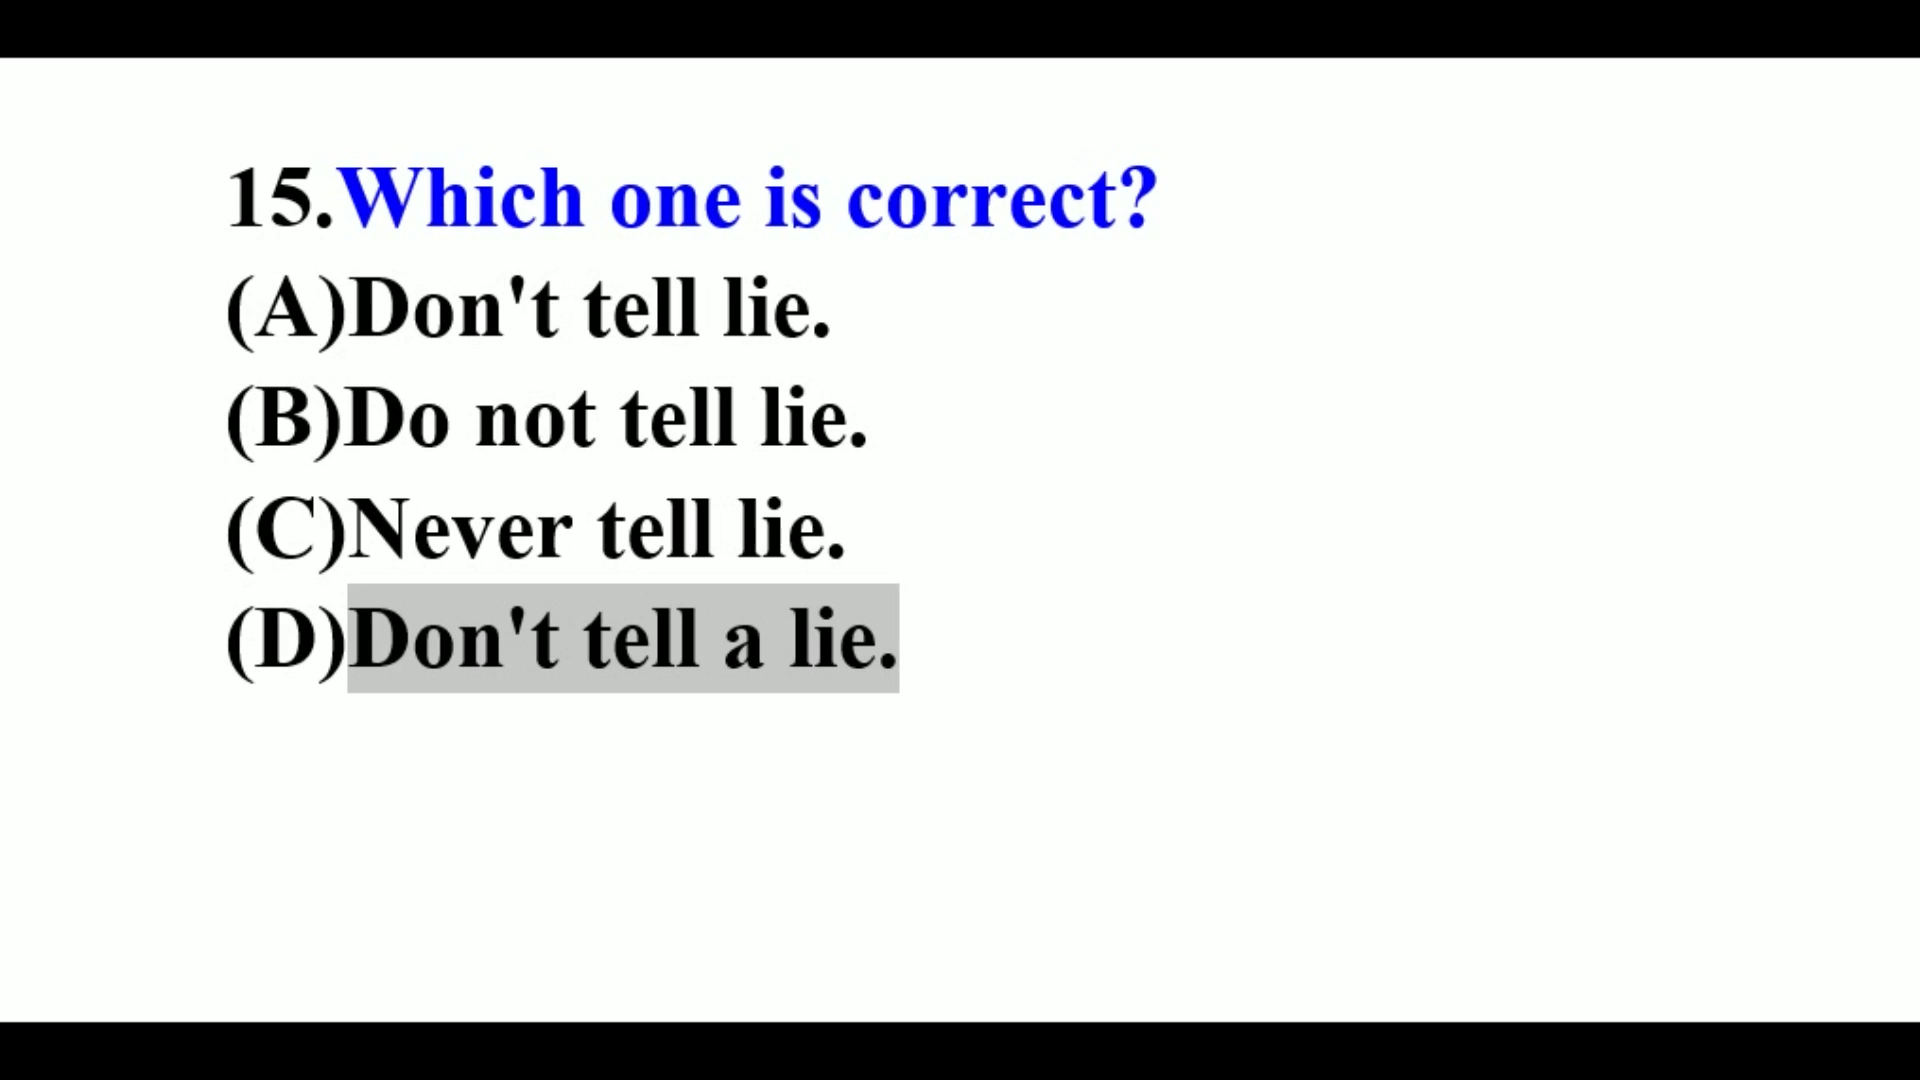 15.Which one is correct?
(A)Don't tell lie.
(B)Do not tell lie.
(C)Never tell lie.
(D)Don't tell a lie.